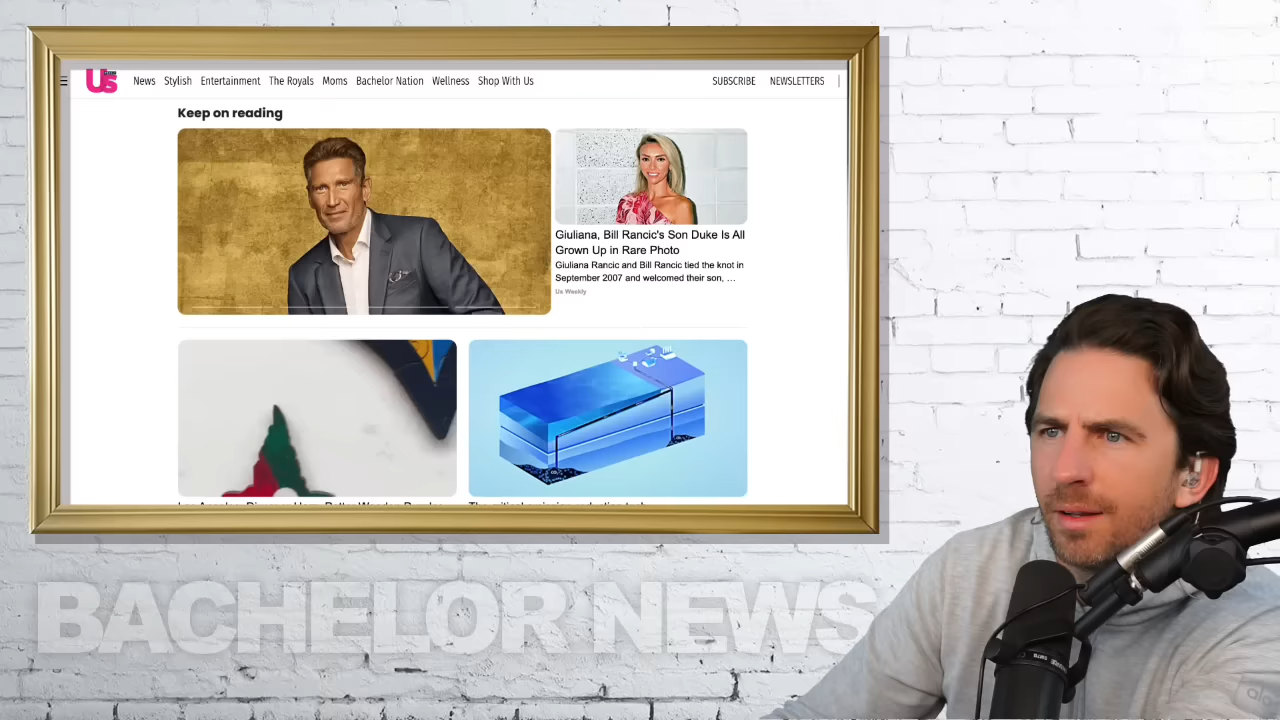 Us
News Stylish Entertainment The Royals Moms Bachelor Nation Wellness Shop With Us SUBSCRIBE NEWSLETTERS
Keep on reading
Giuliana, Bill Rancic's Son Duke Is All
Grown Up in Rare Photo
Giuliana Rancic and Bill Rancic tied the knot in
September 2007 and welcomed their son, ...
Us Weekly
BACHELOR NEWS